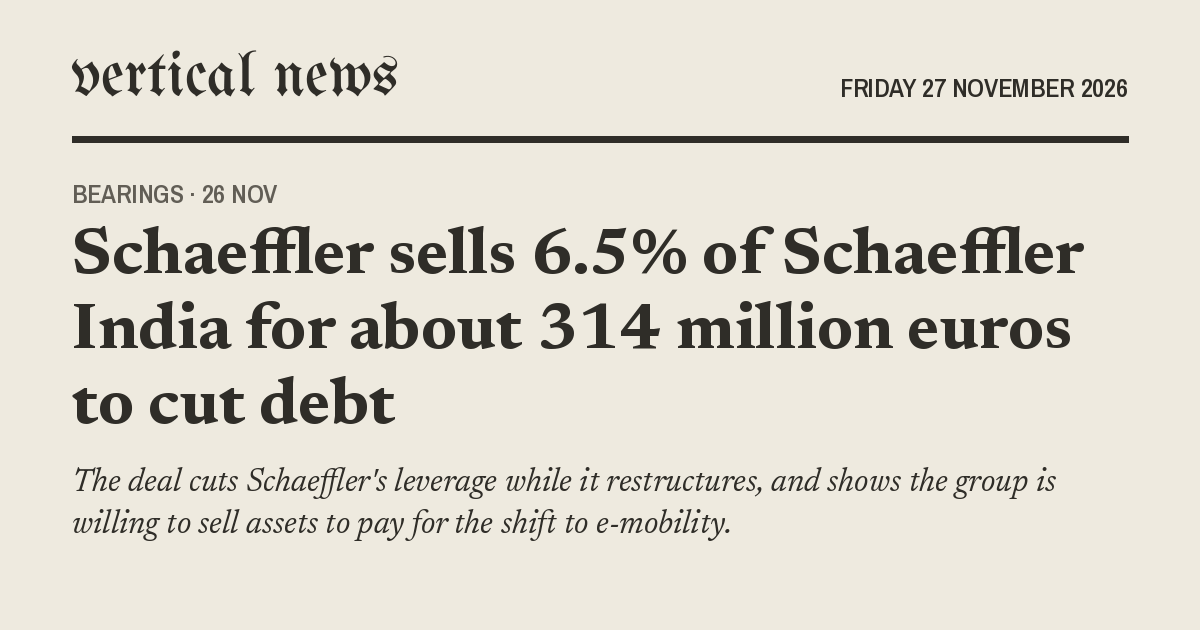 vertical news
FRIDAY 27 NOVEMBER 2026
BEARINGS · 26 NOV
Schaeffler sells 6.5% of Schaeffler
India for about 314 million euros
to cut debt
The deal cuts Schaeffler's leverage while it restructures, and shows the group is
willing to sell assets to pay for the shift to e-mobility.